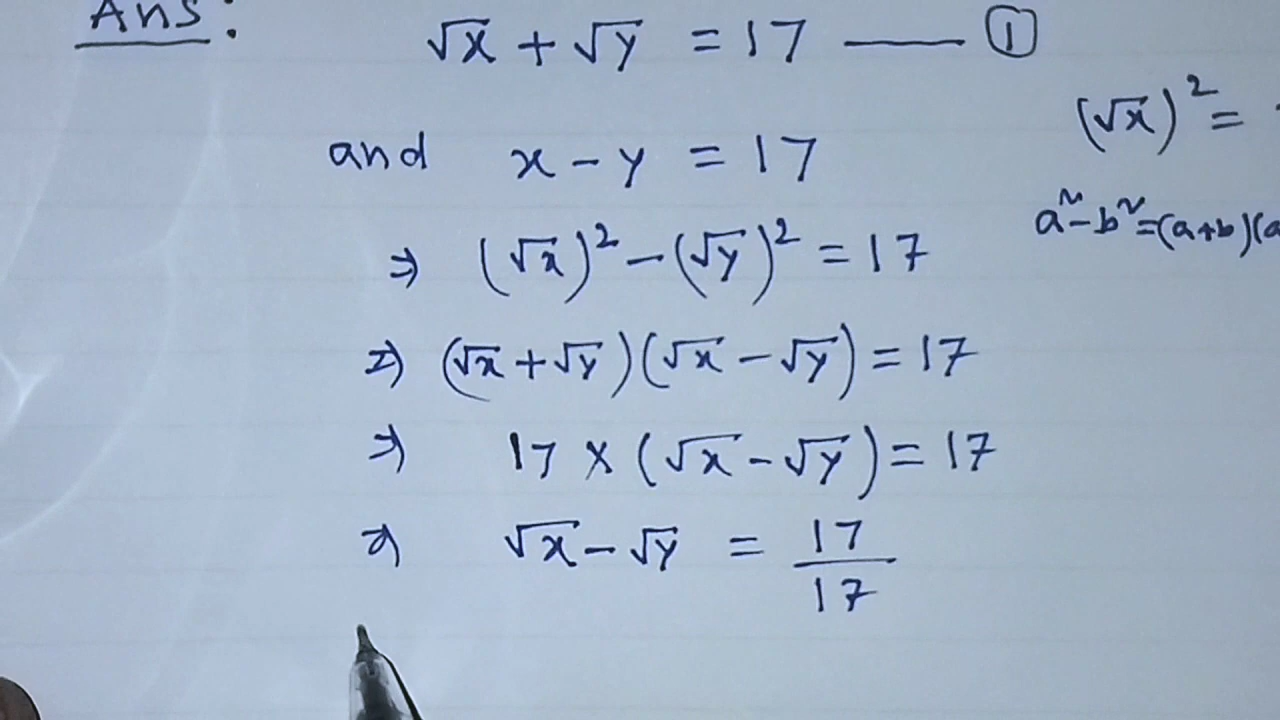 Ans:
√x + √y = 17 —— ①
(√x)² =
and x - y = 17
a² - b² = (a+b)(a
⇒ (√x)² - (√y)² = 17
⇒ (√x + √y)(√x - √y) = 17
⇒ 17 × (√x - √y) = 17
⇒ √x - √y = 17/17